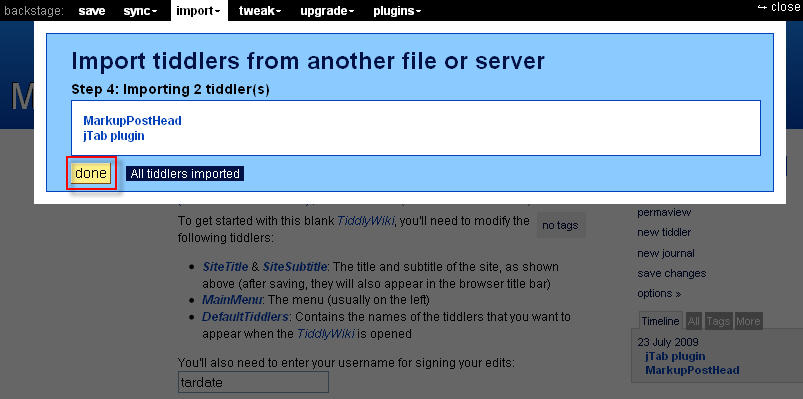 backstage: save sync import tweak upgrade plugins close
Import tiddlers from another file or server
Step 4: Importing 2 tiddler(s)
MarkupPostHead
jTab plugin
done All tiddlers imported
To get started with this blank TiddlyWiki, you'll need to modify the
following tiddlers:
no tags
SiteTitle & SiteSubtitle: The title and subtitle of the site, as shown
above (after saving, they will also appear in the browser title bar)
MainMenu: The menu (usually on the left)
DefaultTiddlers: Contains the names of the tiddlers that you want to
appear when the TiddlyWiki is opened
You'll also need to enter your username for signing your edits:
tardate
permaview
new tiddler
new journal
save changes
options »
Timeline All Tags More
23 July 2009
jTab plugin
MarkupPostHead